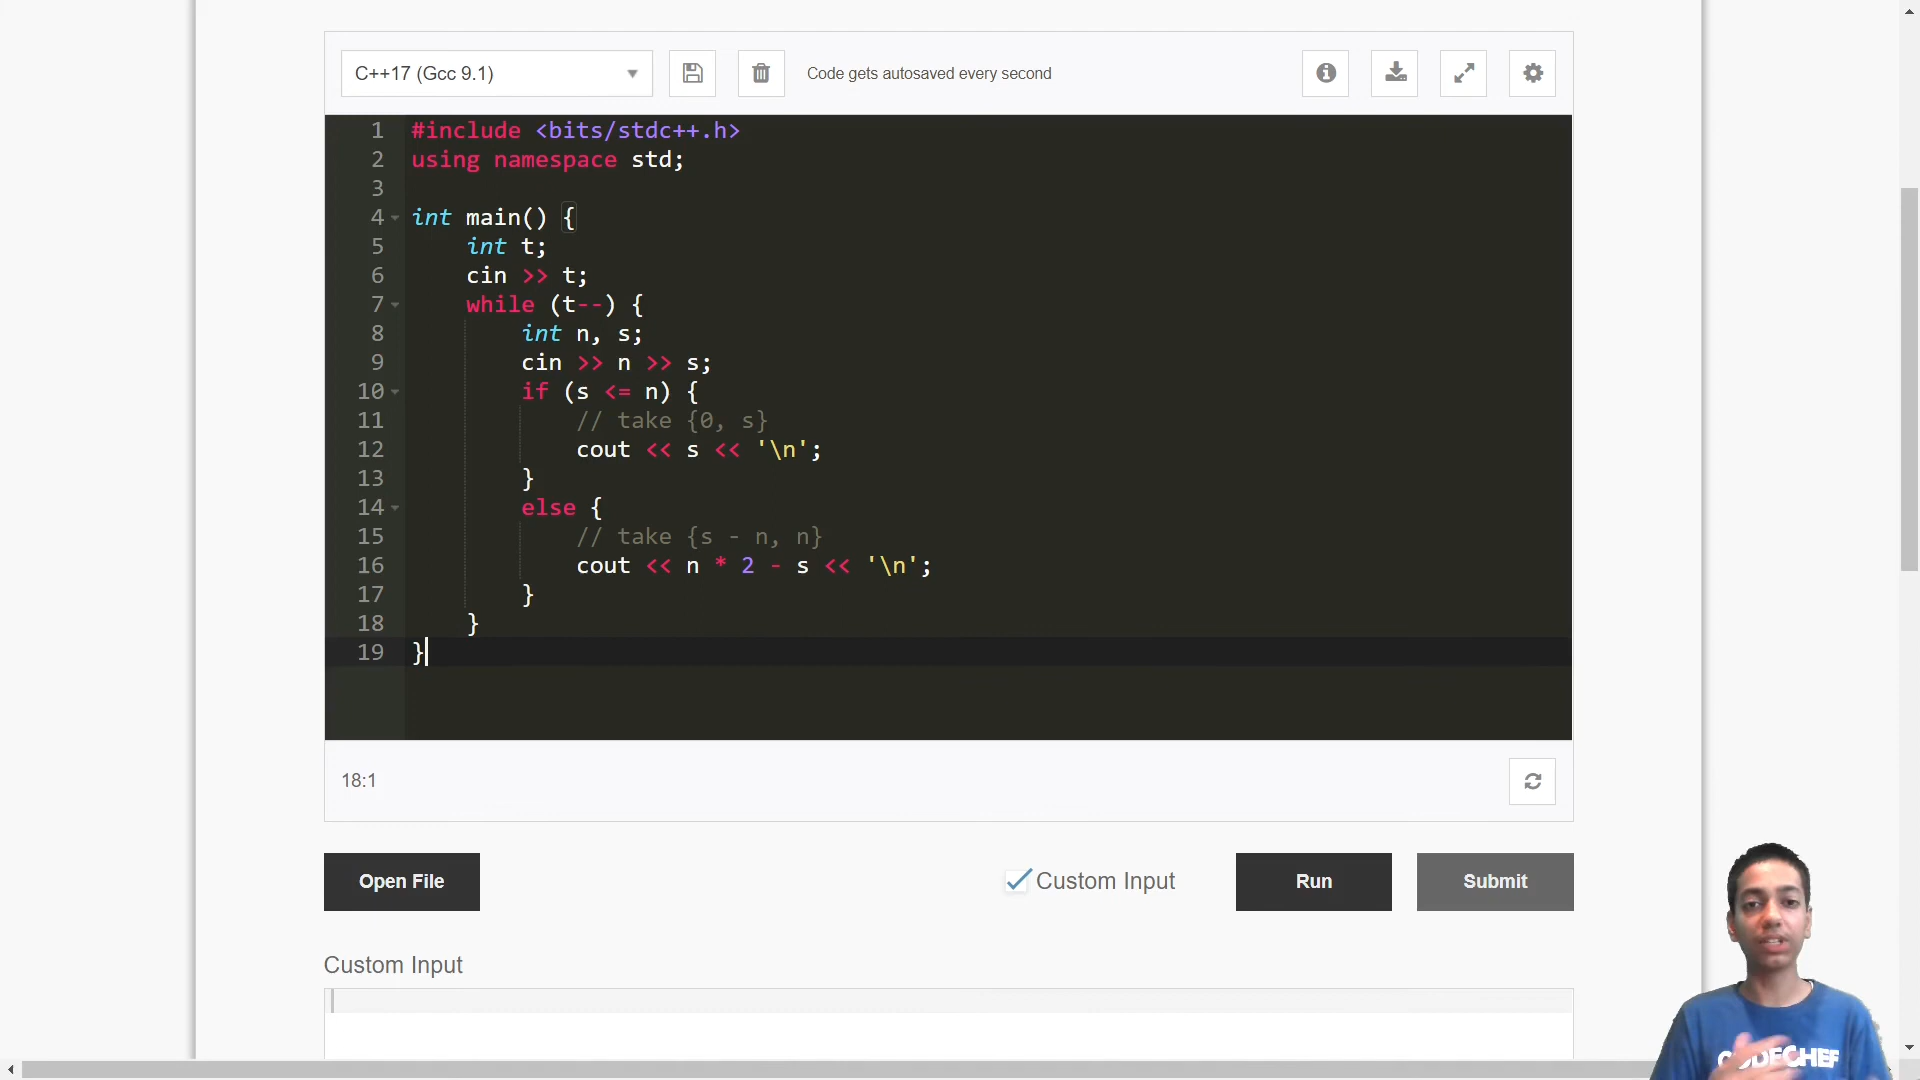 C++17 (Gcc 9.1)
Code gets autosaved every second
1 #include <bits/stdc++.h>
2 using namespace std;
3
4 int main() {
5 int t;
6 cin >> t;
7 while (t--) {
8 int n, s;
9 cin >> n >> s;
10 if (s <= n) {
11 // take {0, s}
12 cout << s << '\n';
13 }
14 else {
15 // take {s - n, n}
16 cout << n * 2 - s << '\n';
17 }
18 }
19 }
18:1
Open File
Custom Input
Run
Submit
Custom Input
CODECHEF